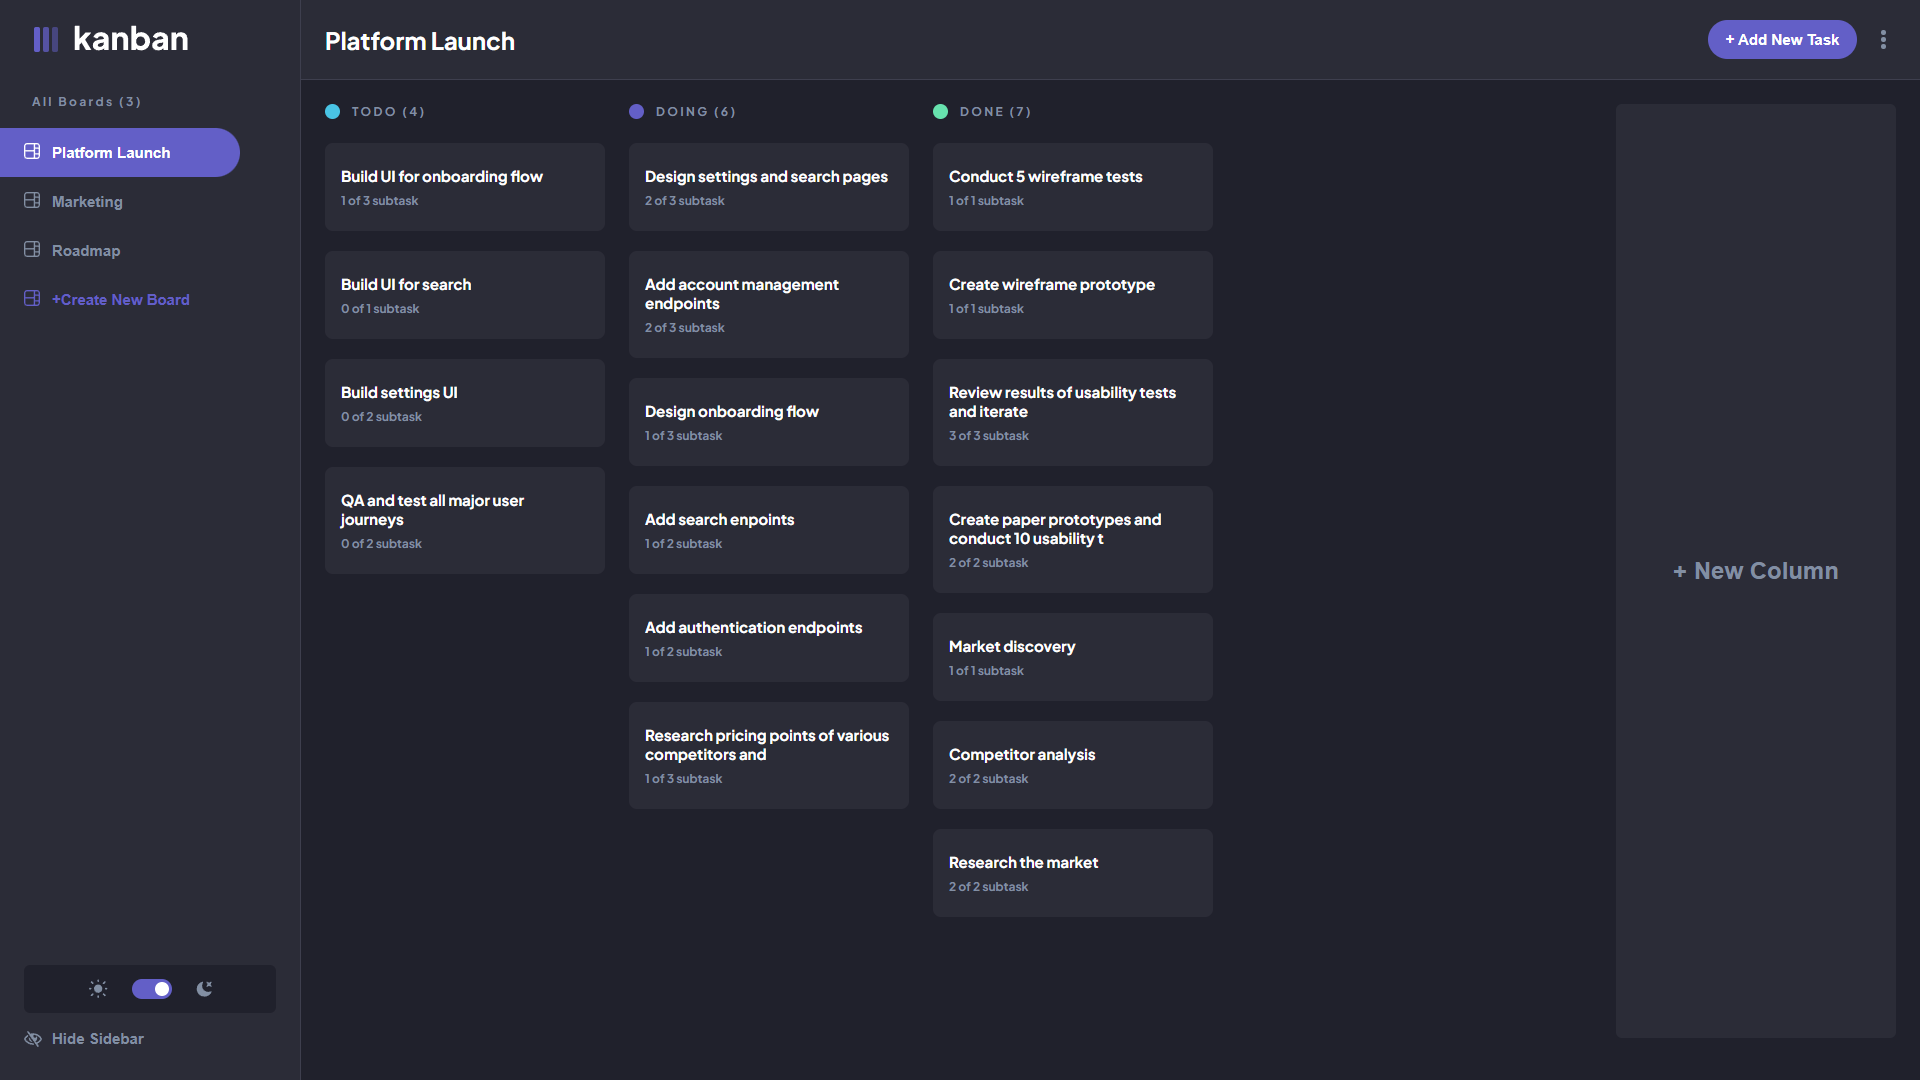 kanban
All Boards (3)
Platform Launch
Marketing
Roadmap
+Create New Board
Hide Sidebar
Platform Launch
+ Add New Task
TODO (4)
Build UI for onboarding flow
1 of 3 subtask
Build UI for search
0 of 1 subtask
Build settings UI
0 of 2 subtask
QA and test all major user
journeys
0 of 2 subtask
DOING (6)
Design settings and search pages
2 of 3 subtask
Add account management
endpoints
2 of 3 subtask
Design onboarding flow
1 of 3 subtask
Add search enpoints
1 of 2 subtask
Add authentication endpoints
1 of 2 subtask
Research pricing points of various
competitors and
1 of 3 subtask
DONE (7)
Conduct 5 wireframe tests
1 of 1 subtask
Create wireframe prototype
1 of 1 subtask
Review results of usability tests
and iterate
3 of 3 subtask
Create paper prototypes and
conduct 10 usability t
2 of 2 subtask
Market discovery
1 of 1 subtask
Competitor analysis
2 of 2 subtask
Research the market
2 of 2 subtask
+ New Column